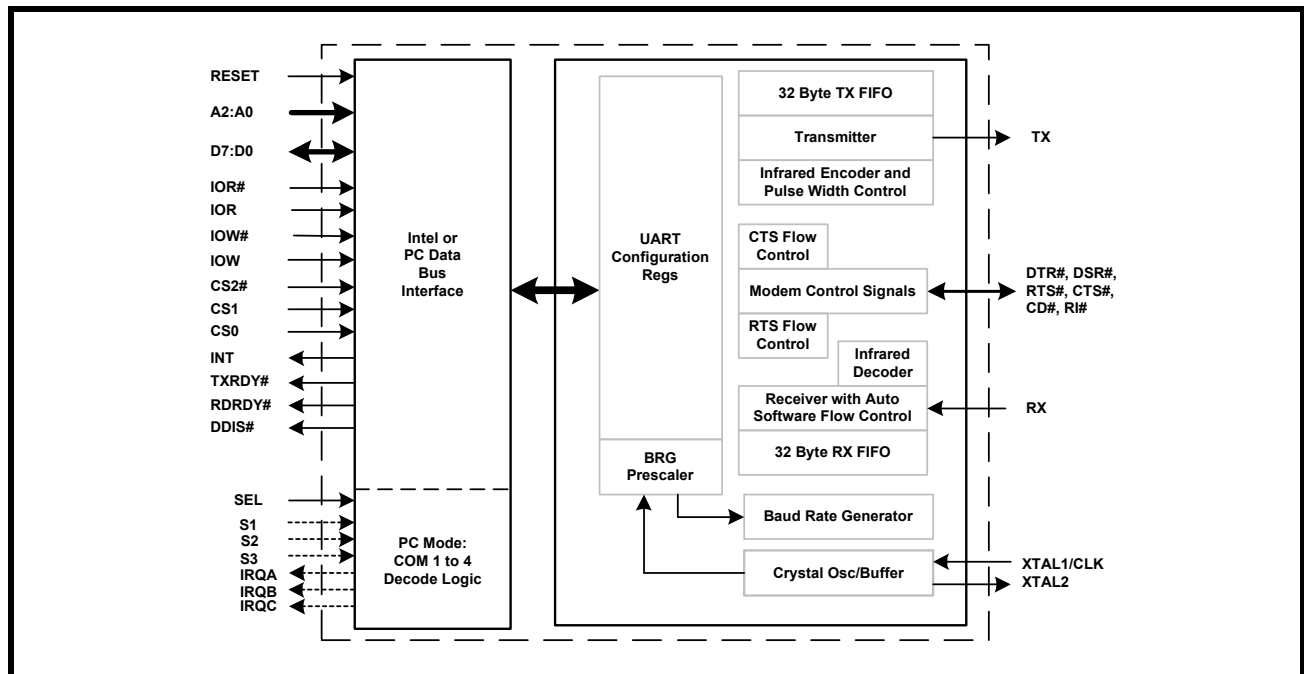 RESET
A2:A0
D7:D0
IOR#
IOR
IOW#
IOW
CS2#
CS1
CS0
INT
TXRDY#
RDRDY#
DDIS#
SEL
S1
S2
S3
IRQA
IRQB
IRQC
Intel or
PC Data
Bus
Interface
PC Mode:
COM 1 to 4
Decode Logic
UART
Configuration
Regs
BRG
Prescaler
32 Byte TX FIFO
Transmitter
Infrared Encoder and
Pulse Width Control
CTS Flow
Control
Modem Control Signals
RTS Flow
Control
Infrared
Decoder
Receiver with Auto
Software Flow Control
32 Byte RX FIFO
Baud Rate Generator
Crystal Osc/Buffer
TX
DTR#, DSR#,
RTS#, CTS#,
CD#, RI#
RX
XTAL1/CLK
XTAL2